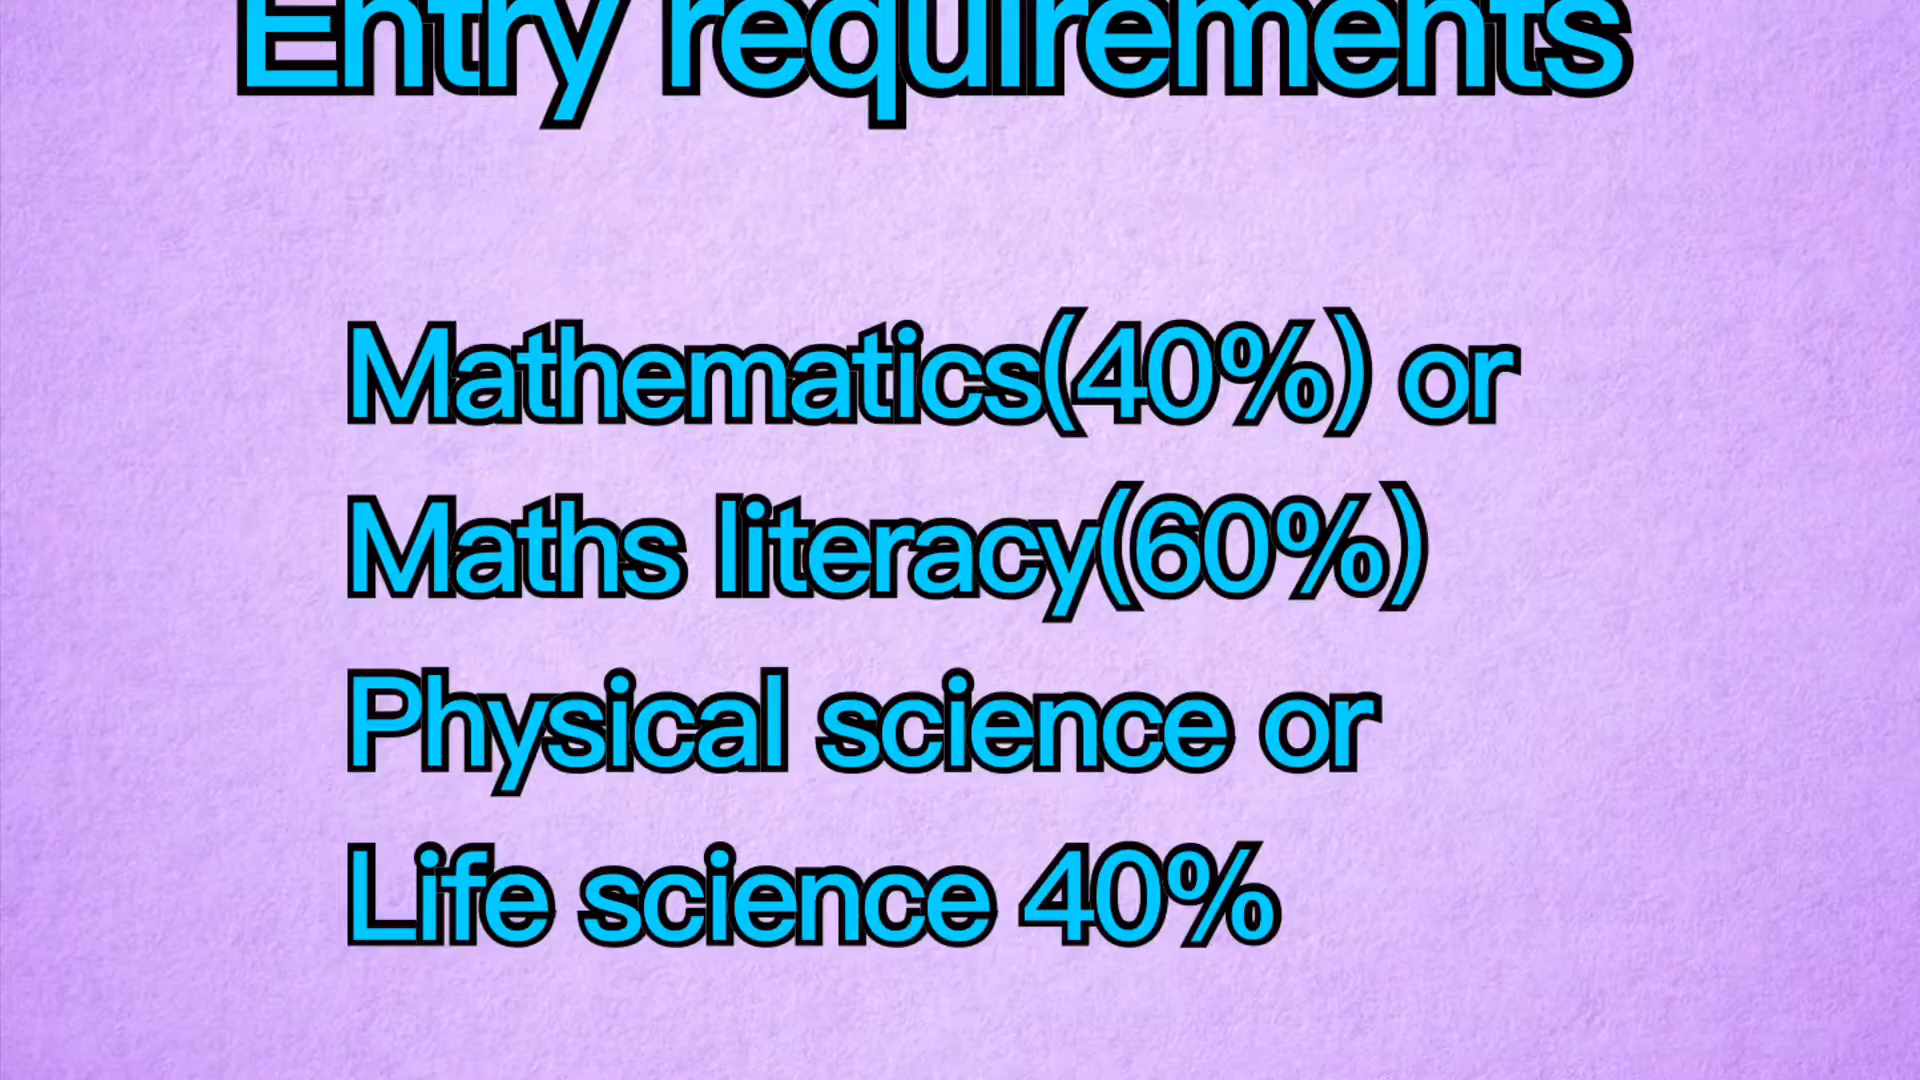 Entry requirements
Mathematics(40%) or
Maths literacy(60%)
Physical science or
Life science 40%